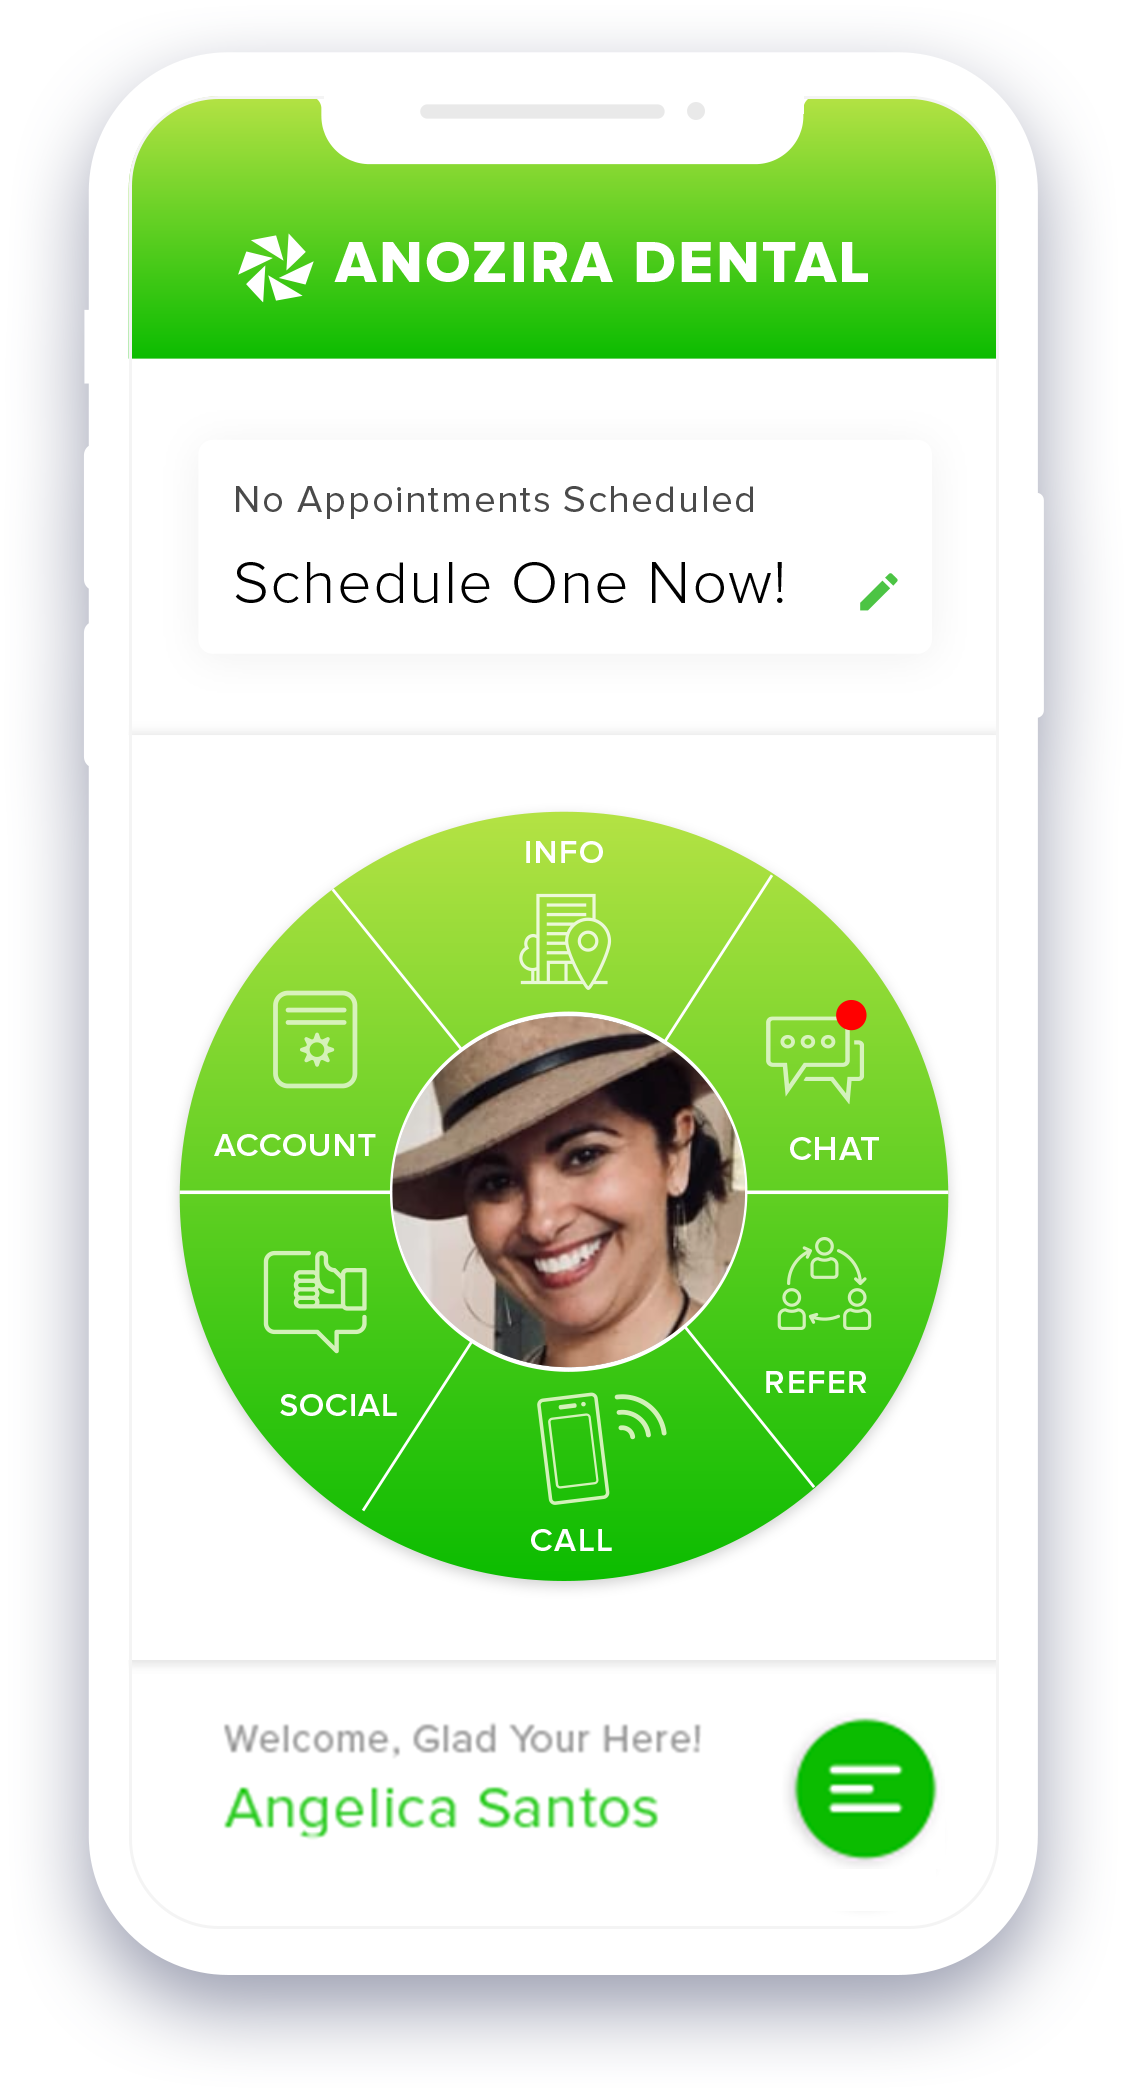 ANOZIRA DENTAL
No Appointments Scheduled
Schedule One Now!
INFO
ACCOUNT
CHAT
SOCIAL
REFER
CALL
Welcome, Glad Your Here!
Angelica Santos